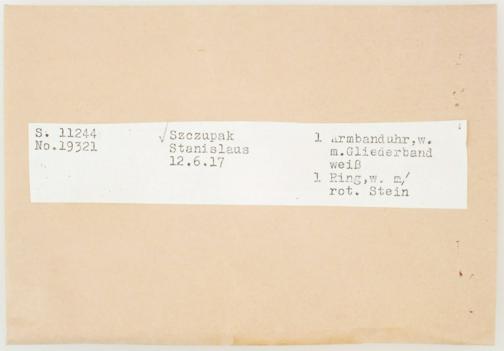 S. 11244
No.19321
√Szczupak
Stanislaus
12.6.17
1 Armbanduhr,w.
m.Gliederband
weiß
1 Ring,w. m/
rot. Stein